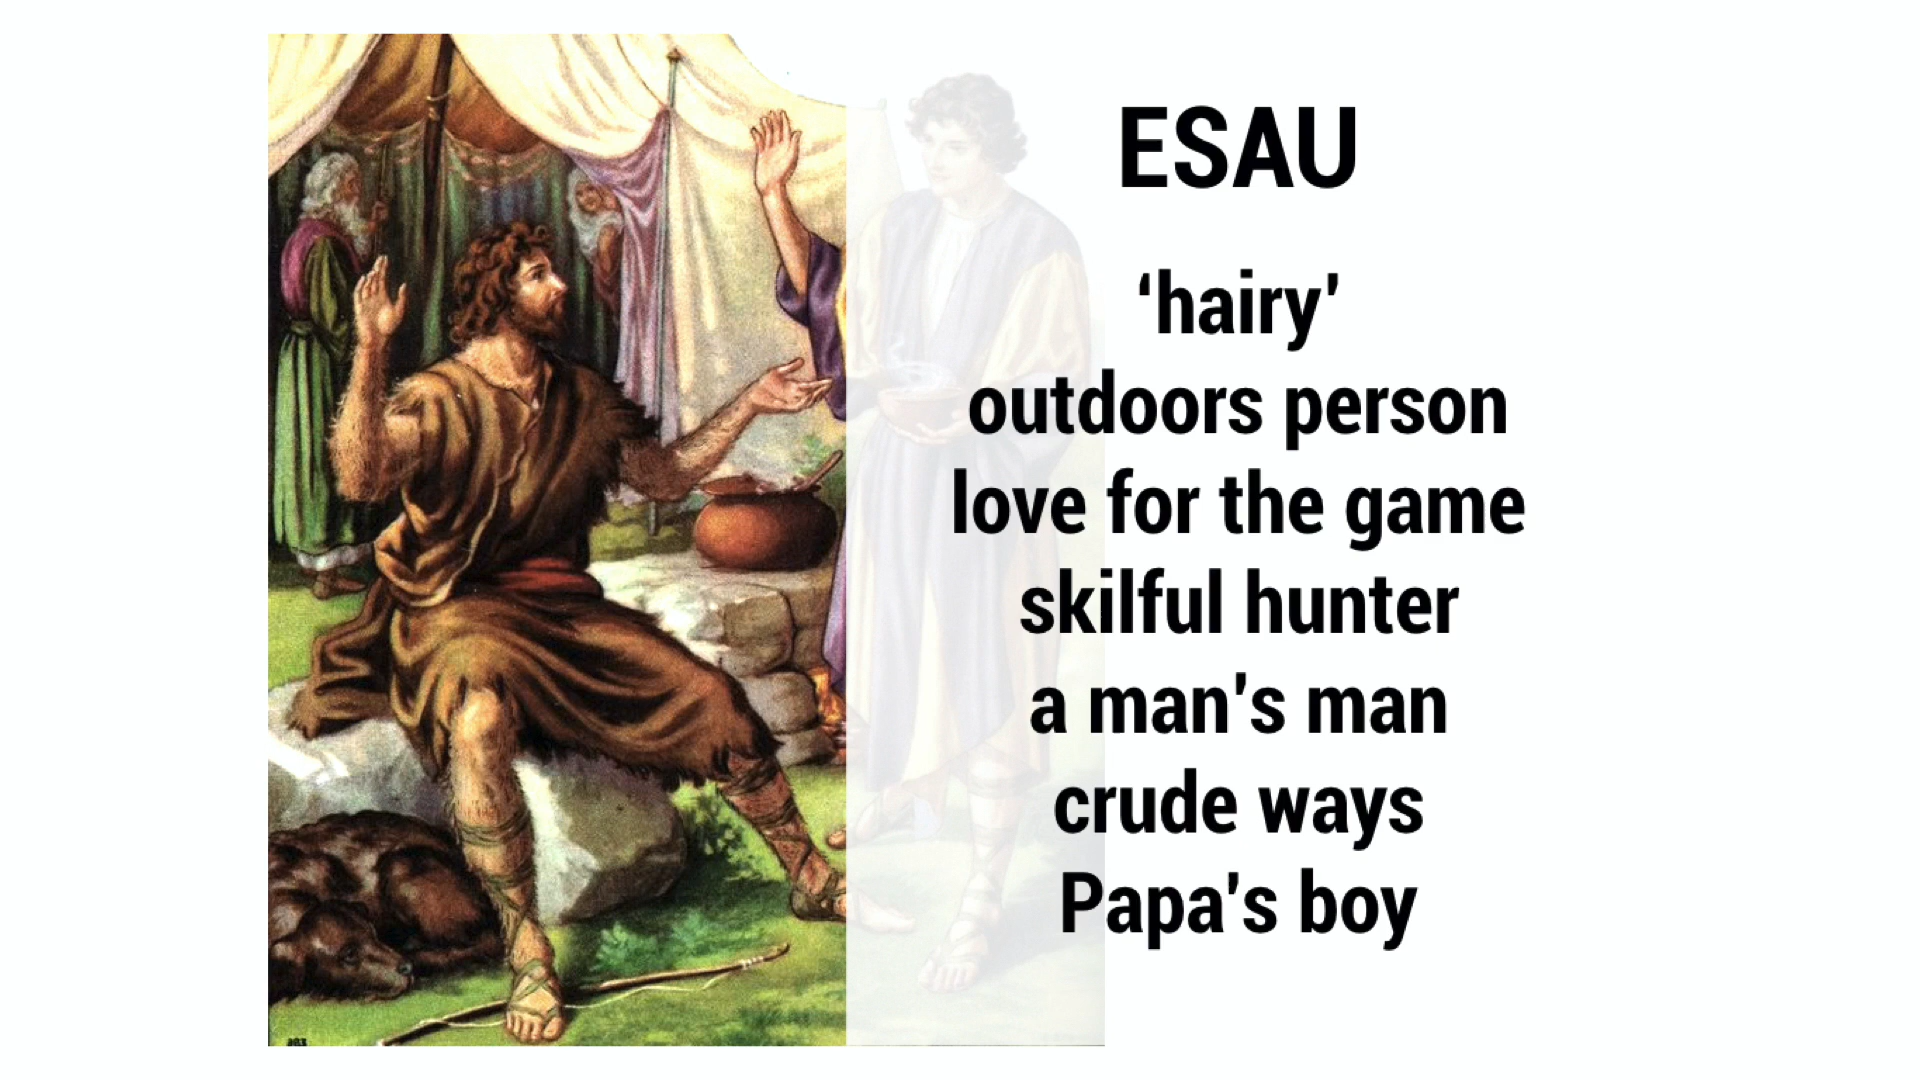 ESAU
‘hairy’
outdoors person
love for the game
skilful hunter
a man's man
crude ways
Papa's boy